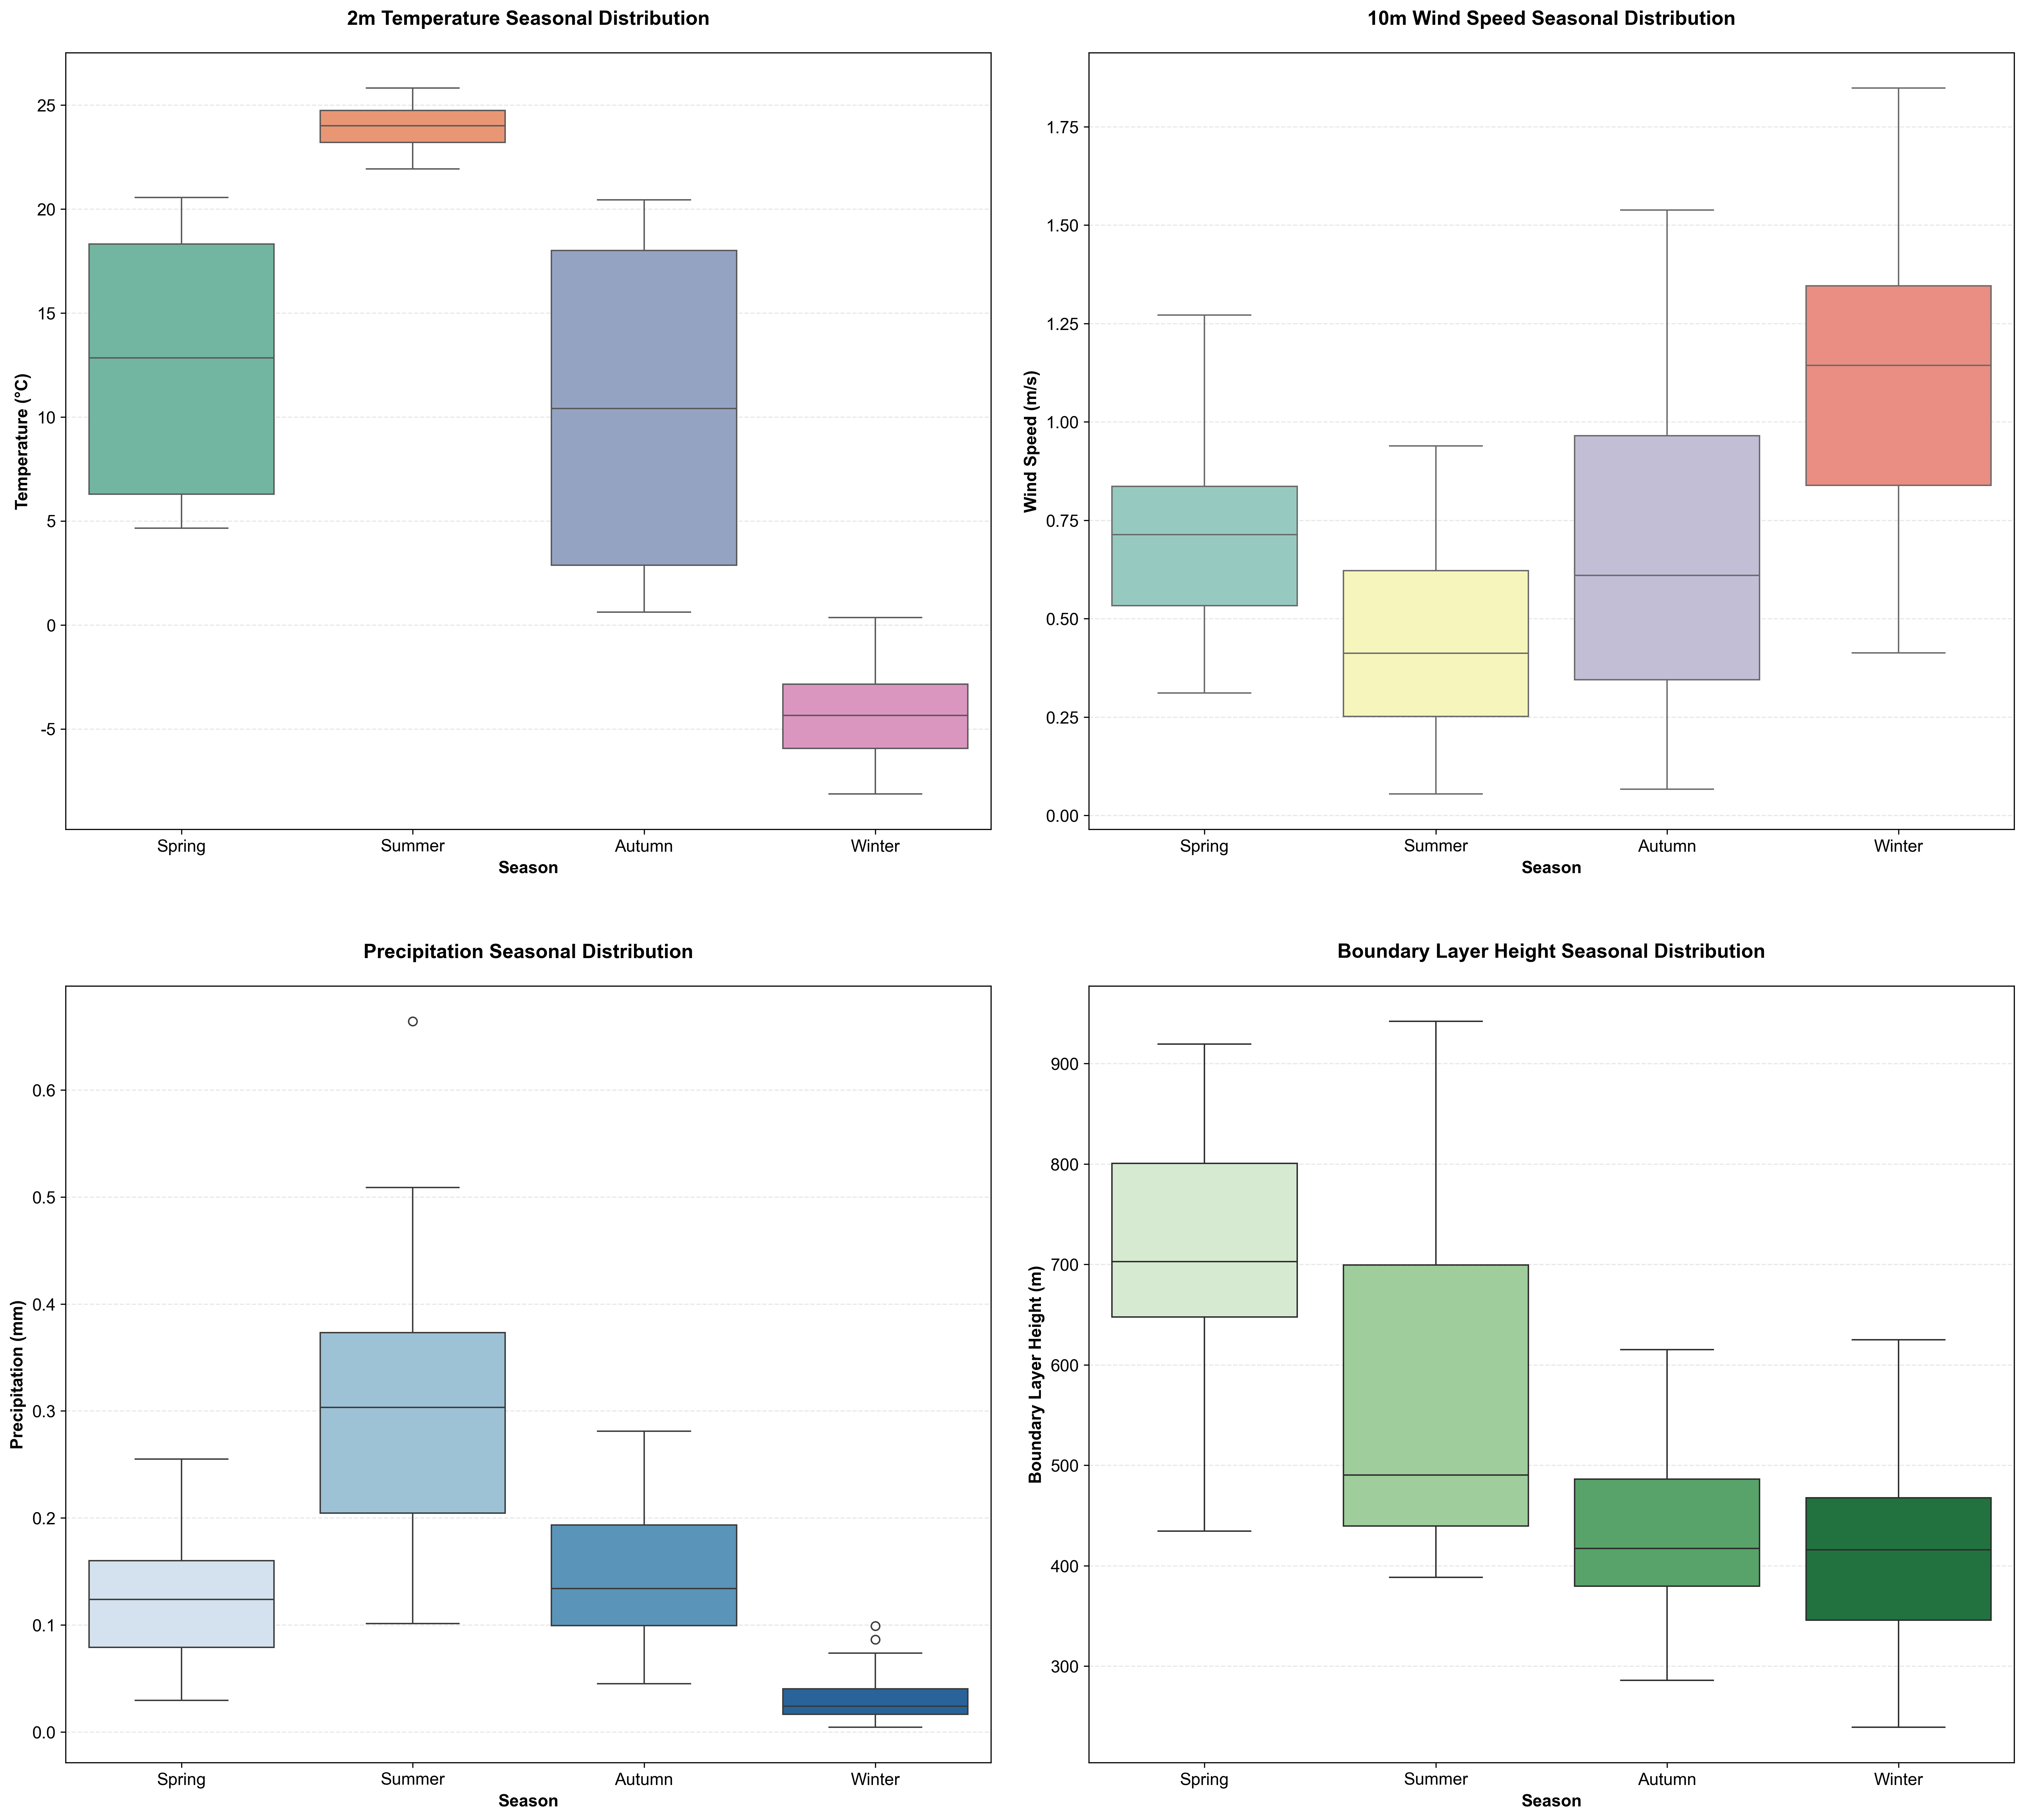 2m Temperature Seasonal Distribution
Temperature (°C)
25
20
15
10
5
0
-5
Spring Summer Autumn Winter
Season
10m Wind Speed Seasonal Distribution
Wind Speed (m/s)
1.75
1.50
1.25
1.00
0.75
0.50
0.25
0.00
Spring Summer Autumn Winter
Season
Precipitation Seasonal Distribution
Precipitation (mm)
0.6
0.5
0.4
0.3
0.2
0.1
0.0
Spring Summer Autumn Winter
Season
Boundary Layer Height Seasonal Distribution
Boundary Layer Height (m)
900
800
700
600
500
400
300
Spring Summer Autumn Winter
Season